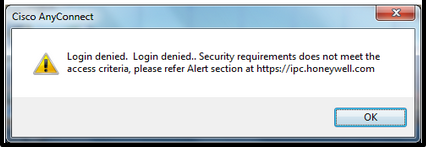 Cisco AnyConnect
Login denied.  Login denied.. Security requirements does not meet the
access criteria, please refer Alert section at https://ipc.honeywell.com
OK